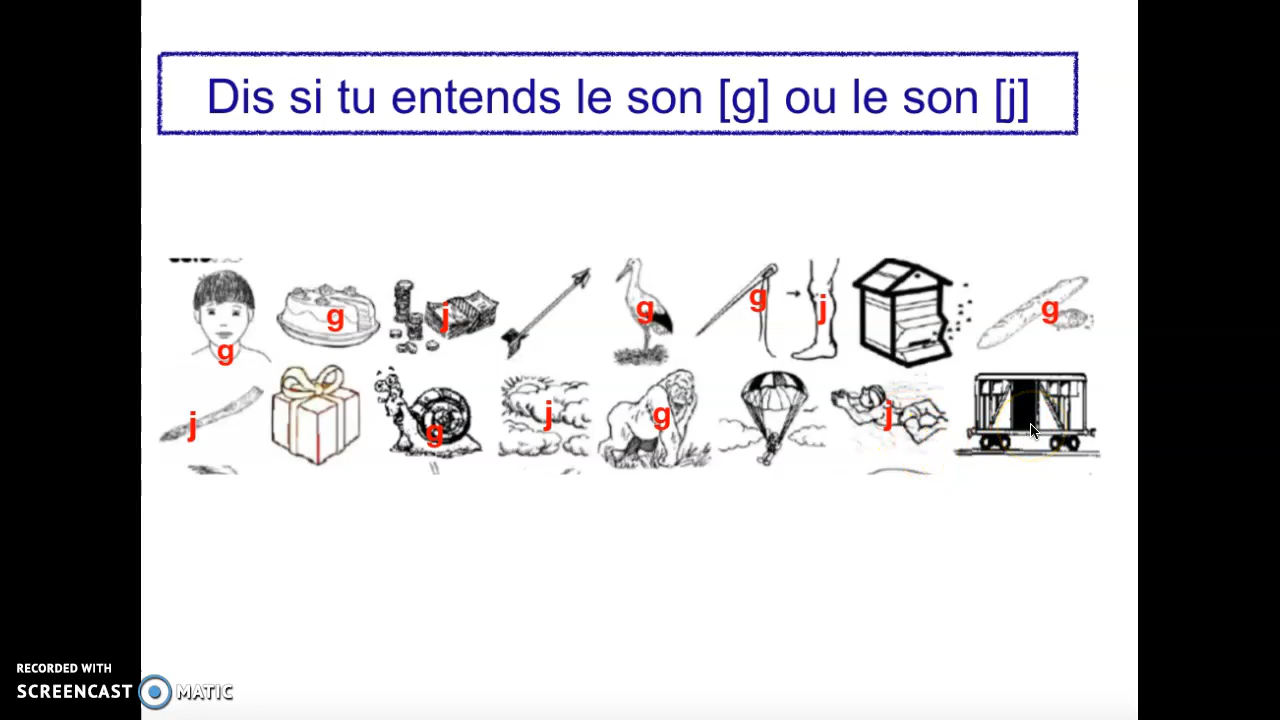 Dis si tu entends le son [g] ou le son [j]
g g j g g j g
j g j g j
RECORDED WITH
SCREENCAST MATIC